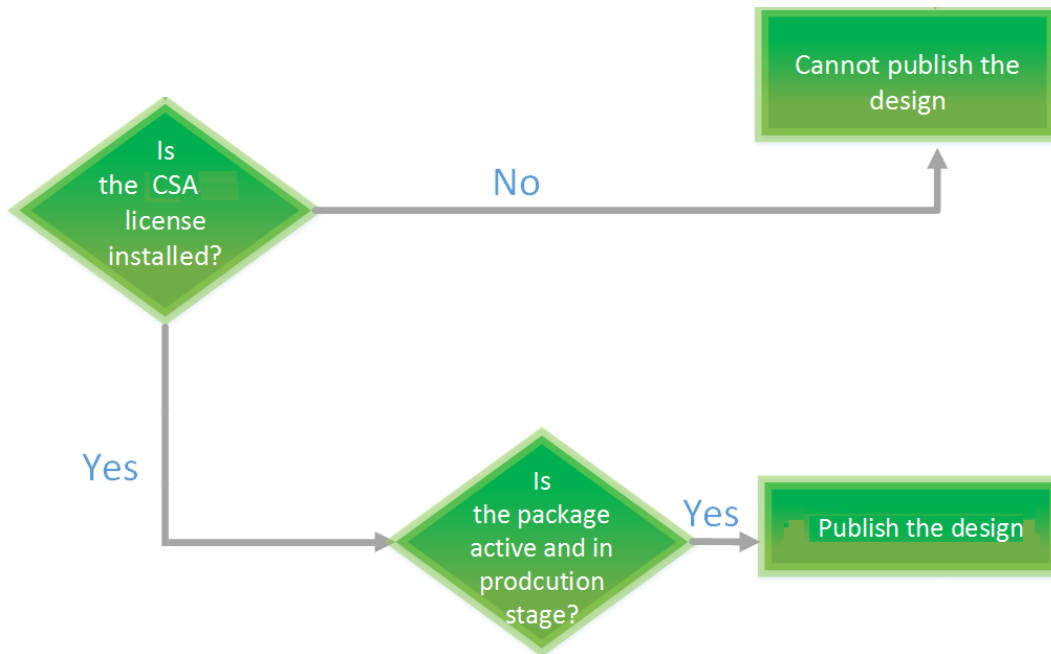 Cannot publish the
design
Is
the CSA
license
installed?
No
Yes
Is
the package
active and in
prodcution
stage?
Yes
Publish the design